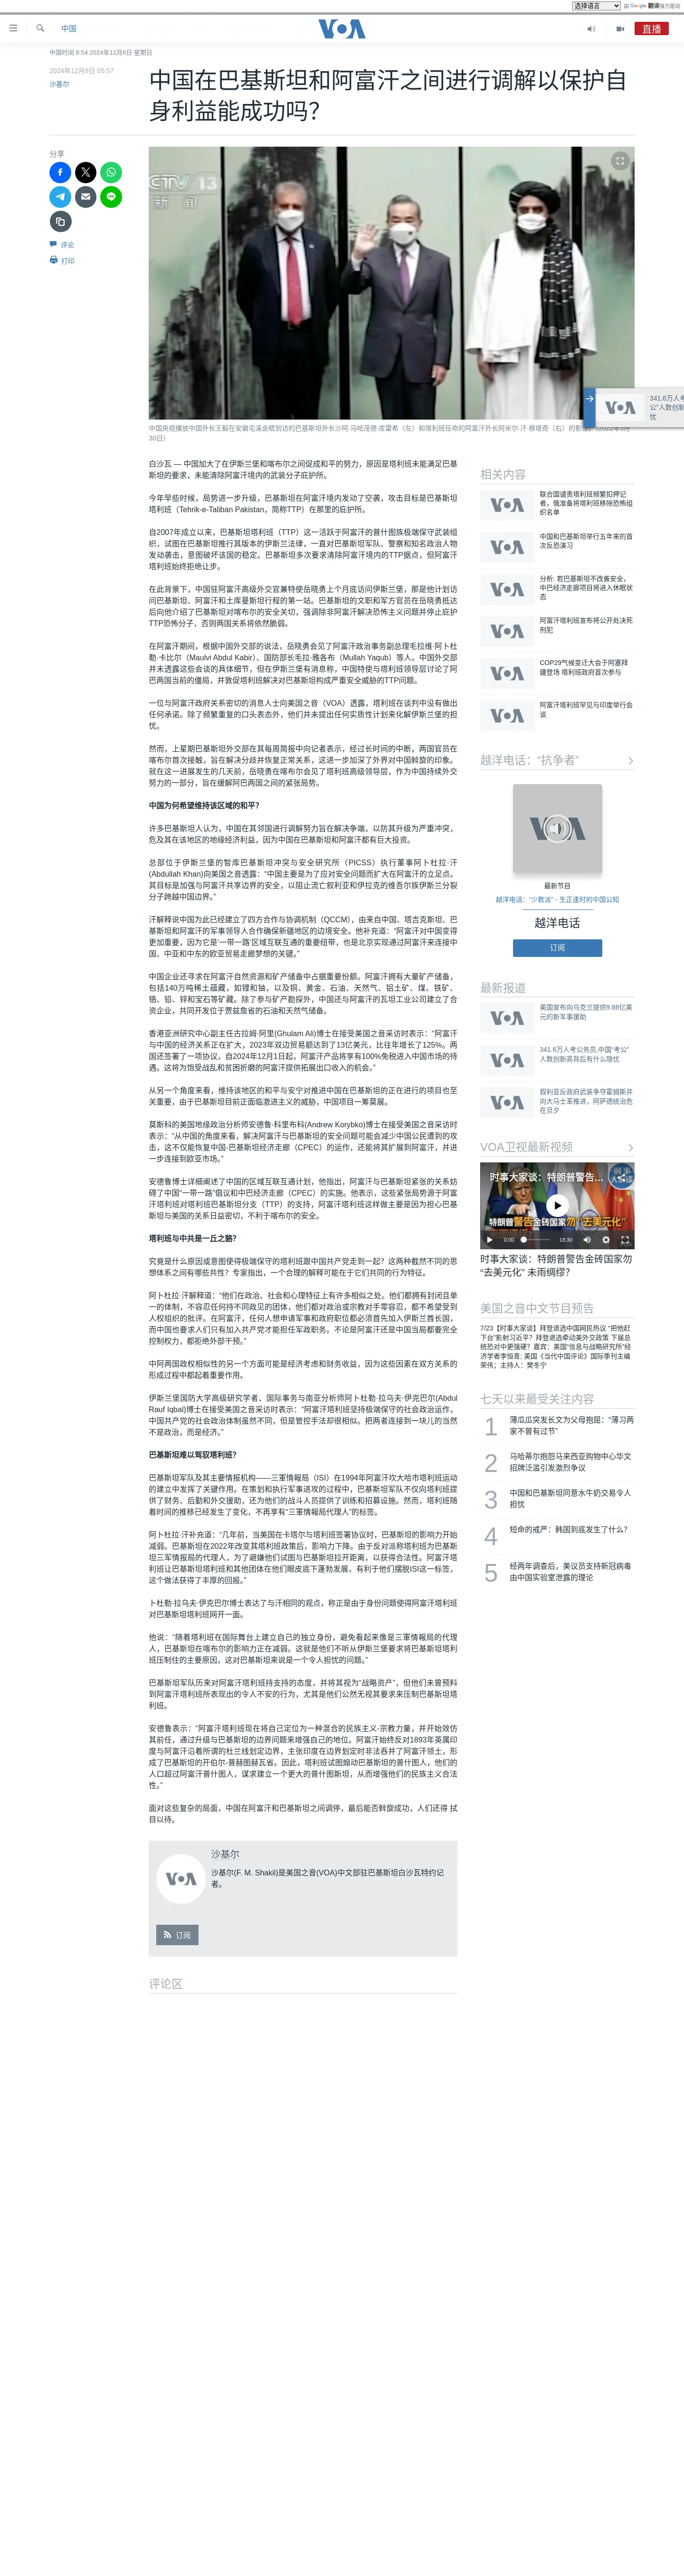 选择语言
由 Google 翻译强力驱动
中国
VOA
直播
中国时间 8:54 2024年12月8日 星期日
2024年12月8日 05:57
沙基尔
中国在巴基斯坦和阿富汗之间进行调解以保护自
身利益能成功吗?
分享
评论
打印
CCTV 13
新闻
中国央视播放中国外长王毅在安徽屯溪会晤到访的巴基斯坦外长沙阿·马哈茂德·库雷希（左）和塔利班任命的阿富汗外长阿米尔·汗·穆塔奇（右）的影像。（2022年3月
30日）
白沙瓦 — 中国加大了在伊斯兰堡和喀布尔之间促成和平的努力，原因是塔利班未能满足巴基
斯坦的要求，未能清除阿富汗境内的武装分子庇护所。
今年早些时候，局势进一步升级，巴基斯坦在阿富汗境内发动了空袭，攻击目标是巴基斯坦
塔利班（Tehrik-e-Taliban Pakistan，简称TTP）在那里的庇护所。
自2007年成立以来，巴基斯坦塔利班（TTP）这一活跃于阿富汗的普什图族极端保守武装组
织，试图在巴基斯坦推行其版本的伊斯兰法律，一直对巴基斯坦军队、警察和知名政治人物
发动袭击，意图破坏该国的稳定。巴基斯坦多次要求清除阿富汗境内的TTP据点，但阿富汗
塔利班始终拒绝让步。
在此背景下，中国驻阿富汗高级外交官兼特使岳晓勇上个月底访问伊斯兰堡，那是他计划访
问巴基斯坦、阿富汗和土库曼斯坦行程的第一站。巴基斯坦的文职和军方官员在岳晓勇抵达
后向他介绍了巴基斯坦对喀布尔的安全关切，强调除非阿富汗解决恐怖主义问题并停止庇护
TTP恐怖分子，否则两国关系将依然脆弱。
在阿富汗期间，根据中国外交部的说法，岳晓勇会见了阿富汗政治事务副总理毛拉维·阿卜杜
勒·卡比尔（Maulvi Abdul Kabir）、国防部长毛拉·雅各布（Mullah Yaqub）等人。中国外交部
并未透露这些会谈的具体细节，但在伊斯兰堡有消息称，中国特使与塔利班领导层讨论了阿
巴两国当前的僵局，并敦促塔利班解决对巴基斯坦构成严重安全威胁的TTP问题。
一位与阿富汗政府关系密切的消息人士向美国之音（VOA）透露，塔利班在谈判中没有做出
任何承诺。除了频繁重复的口头表态外，他们并未提出任何实质性计划来化解伊斯兰堡的担
忧。
然而，上星期巴基斯坦外交部在其每周简报中向记者表示，经过长时间的中断，两国官员在
喀布尔首次接触，旨在解决分歧并恢复正常关系，这进一步加深了外界对中国斡旋的印象。
就在这一进展发生的几天前，岳晓勇在喀布尔会见了塔利班高级领导层，作为中国持续外交
努力的一部分，旨在缓解阿巴两国之间的紧张局势。
中国为何希望维持该区域的和平？
许多巴基斯坦人认为，中国在其邻国进行调解努力旨在解决争端，以防其升级为严重冲突，
危及其在该地区的地缘经济利益，因为中国在巴基斯坦和阿富汗都有巨大投资。
总部位于伊斯兰堡的智库巴基斯坦冲突与安全研究所（PICSS）执行董事阿卜杜拉·汗
(Abdullah Khan)向美国之音透露：“中国主要是为了应对安全问题而扩大在阿富汗的立足点。
其目标是加强与阿富汗共享边界的安全，以阻止流亡叙利亚和伊拉克的维吾尔族伊斯兰分裂
分子跨越中国边界。”
汗解释说中国为此已经建立了四方合作与协调机制（QCCM），由来自中国、塔吉克斯坦、巴
基斯坦和阿富汗的军事领导人合作确保新疆地区的边境安全。他补充道：“阿富汗对中国变得
更加重要，因为它是‘一带一路’区域互联互通的重要纽带，也是北京实现通过阿富汗来连接中
国、中亚和中东的欧亚贸易走廊梦想的关键。”
中国企业还寻求在阿富汗自然资源和矿产储备中占据重要份额。阿富汗拥有大量矿产储备，
包括140万吨稀土蕴藏，如锂和铀，以及铜、黄金、石油、天然气、铝土矿、煤、铁矿、
铬、铅、锌和宝石等矿藏。除了参与矿产勘探外，中国还与阿富汗的瓦坦工业公司建立了合
资企业，共同开发位于贾兹詹省的石油和天然气储备。
香港亚洲研究中心副主任古拉姆·阿里(Ghulam Ali)博士在接受美国之音采访时表示：“阿富汗
与中国的经济关系正在扩大，2023年双边贸易额达到了13亿美元，比往年增长了125%。两
国还签署了一项协议，自2024年12月1日起，阿富汗产品将享有100%免税进入中国市场的待
遇。这将为饱受战乱和贫困折磨的阿富汗提供拓展出口收入的机会。”
从另一个角度来看，维持该地区的和平与安宁对推进中国在巴基斯坦的正在进行的项目也至
关重要，由于巴基斯坦目前正面临激进主义的威胁，中国项目一筹莫展。
莫斯科的美国地缘政治分析师安德鲁·科里布科(Andrew Korybko)博士在接受美国之音采访时
表示：“从中国的角度来看，解决阿富汗与巴基斯坦的安全问题可能会减少中国公民遭到的攻
击，这不仅能恢复中国-巴基斯坦经济走廊（CPEC）的运作，还能将其扩展到阿富汗，并进
一步连接到欧亚市场。”
安德鲁博士详细阐述了中国的区域互联互通计划，他指出，阿富汗与巴基斯坦紧张的关系妨
碍了中国“一带一路”倡议和中巴经济走廊（CPEC）的实施。他表示，这些紧张局势源于阿富
汗塔利班对塔利班巴基斯坦分支（TTP）的支持，阿富汗塔利班这样做主要是因为担心巴基
斯坦与美国的关系日益密切，不利于喀布尔的安全。
塔利班与中共是一丘之貉？
究竟是什么原因或意图使得极端保守的塔利班跟中国共产党走到一起？这两种截然不同的思
想体系之间有哪些共性？专家指出，一个合理的解释可能在于它们共同的行为特征。
阿卜杜拉·汗解释道：“他们在政治、社会和心理特征上有许多相似之处。他们都拥有封闭且单
一的体制，不容忍任何持不同政见的团体，他们都对政治或宗教对手零容忍，都不希望受到
人权组织的批评。在阿富汗，任何人想申请军事和政府职位都必须首先加入伊斯兰酋长国，
而中国也要求人们只有加入共产党才能担任军政职务。不论是阿富汗还是中国当局都要完全
控制权力，都拒绝外部干预。”
中阿两国政权相似性的另一个方面可能是经济考虑和财务收益，因为这些因素在双方关系的
形成过程中都起着重要作用。
伊斯兰堡国防大学高级研究学者、国际事务与南亚分析师阿卜杜勒·拉乌夫·伊克巴尔(Abdul
Rauf Iqbal)博士在接受美国之音采访时表示：“阿富汗塔利班坚持极端保守的社会政治运作，
中国共产党的社会政治体制虽然不同，但是管控手法却很相似。把两者连接到一块儿的当然
不是政治，而是经济。”
巴基斯坦难以驾驭塔利班？
巴基斯坦军队及其主要情报机构——三軍情報局（ISI）在1994年阿富汗坎大哈市塔利班运动
的建立中发挥了关键作用。在策划和执行军事进攻的过程中，巴基斯坦军队不仅向塔利班提
供了财务、后勤和外交援助，还为他们的战斗人员提供了训练和招募设施。然而，塔利班随
着时间的推移已经发生了变化，不再享有“三軍情報局代理人”的标签。
阿卜杜拉·汗补充道：“几年前，当美国在卡塔尔与塔利班签署协议时，巴基斯坦的影响力开始
减弱。巴基斯坦在2022年改变其塔利班政策后，影响力下降。由于反对派称塔利班为巴基斯
坦三军情报局的代理人，为了避嫌他们试图与巴基斯坦拉开距离，以获得合法性。阿富汗塔
利班让巴基斯坦塔利班和其他团体在他们眼皮底下蓬勃发展，有利于他们摆脱ISI这一标签，
这个做法获得了丰厚的回报。”
卜杜勒·拉乌夫·伊克巴尔博士表达了与汗相同的观点，称正是由于身份问题使得阿富汗塔利班
对巴基斯坦塔利班网开一面。
他说：“随着塔利班在国际舞台上建立自己的独立身份，避免看起来像是三軍情報局的代理
人，巴基斯坦在喀布尔的影响力正在减弱。这就是他们不听从伊斯兰堡要求将巴基斯坦塔利
班压制住的主要原因，这对巴基斯坦来说是一个令人担忧的问题。”
巴基斯坦军队历来对阿富汗塔利班持支持的态度，并将其视为“战略资产”，但他们未曾预料
到阿富汗塔利班所表现出的令人不安的行为，尤其是他们公然无视其要求来压制巴基斯坦塔
利班。
安德鲁表示：“阿富汗塔利班现在将自己定位为一种混合的民族主义-宗教力量，并开始效仿
其前任，通过升级与巴基斯坦的边界问题来增强自己的地位。阿富汗始终反对1893年英属印
度与阿富汗沿着所谓的杜兰线划定边界，主张印度在边界划定时非法吞并了阿富汗领土，形
成了巴基斯坦的开伯尔-普赫图赫瓦省。因此，塔利班试图煽动巴基斯坦的普什图人，他们的
人口超过阿富汗普什图人，谋求建立一个更大的普什图斯坦，从而增强他们的民族主义合法
性。”
面对这些复杂的局面，中国在阿富汗和巴基斯坦之间调停，最后能否斡旋成功，人们还得 拭
目以待。
沙基尔
沙基尔(F. M. Shakil)是美国之音(VOA)中文部驻巴基斯坦白沙瓦特约记
者。
订阅
评论区
341.6万人考
公”人数创新
忧
相关内容
联合国谴责塔利班频繁扣押记
者，俄准备将塔利班移除恐怖组
织名单
中国和巴基斯坦举行五年来的首
次反恐演习
分析: 若巴基斯坦不改善安全，
中巴经济走廊项目将进入休眠状
态
阿富汗塔利班宣布将公开处决死
刑犯
COP29气候变迁大会于阿塞拜
疆登场 塔利班政府首次参与
阿富汗塔利班罕见与印度举行会
谈
越洋电话：“抗争者”
最新节目
越洋电话：“少数派” - 生正逢时的中国公知
越洋电话
订阅
最新报道
美国宣布向乌克兰提供9.88亿美
元的新军事援助
341.6万人考公务员,中国“考公”
人数创新高背后有什么隐忧
叙利亚反政府武装争夺霍姆斯并
向大马士革推进，阿萨德统治危
在旦夕
VOA卫视最新视频
时事大家谈：特朗普警告...
特朗普警告金砖国家勿“去美元化”
0:00
18:30
时事大家谈：特朗普警告金砖国家勿
“去美元化” 未雨绸缪？
美国之音中文节目预告
7/23【时事大家谈】拜登退选中国网民热议 “把他赶
下台”影射习近平？拜登退选牵动美外交政策 下届总
统恐对中更强硬？嘉宾：美国“信息与战略研究所”经
济学者李恒青; 美国《当代中国评论》国际季刊主编
荣伟；主持人：樊冬宁
七天以来最受关注内容
1
薄瓜瓜突发长文为父母抱屈：“薄习两
家不曾有过节”
2
马哈蒂尔抱怨马来西亚购物中心华文
招牌泛滥引发激烈争议
3
中国和巴基斯坦同意水牛奶交易令人
担忧
4
短命的戒严：韩国到底发生了什么？
5
经两年调查后，美议员支持新冠病毒
由中国实验室泄露的理论